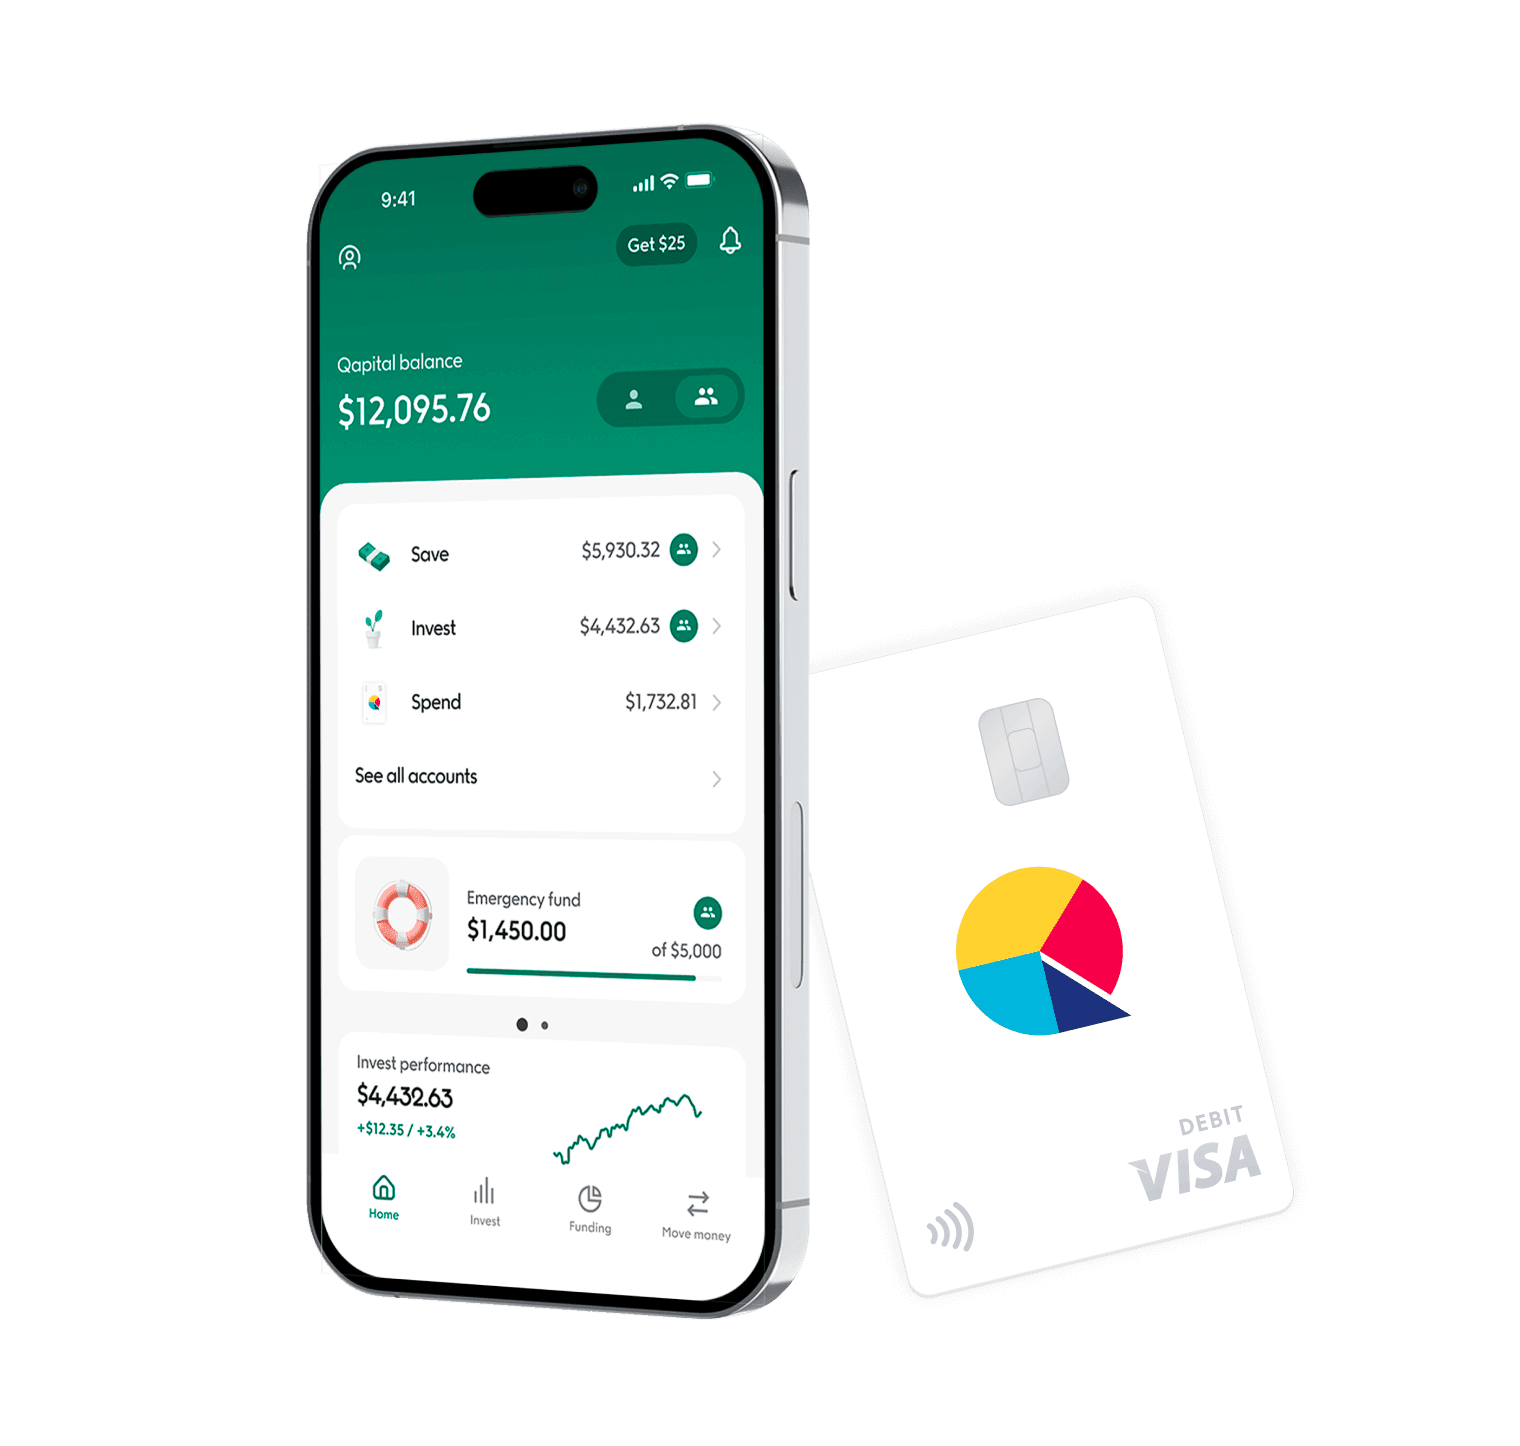 9:41
Get $25
Qapital balance
$12,095.76
Save $5,930.32
Invest $4,432.63
Spend $1,732.81
See all accounts
Emergency fund
$1,450.00
of $5,000
Invest performance
$4,432.63
+$12.35 / +3.4%
Home Invest Funding Move money
DEBIT
VISA